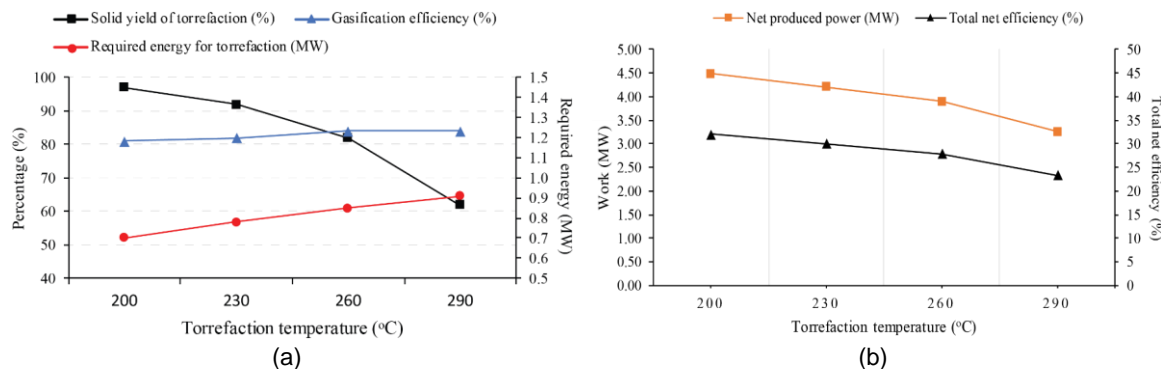 Solid yield of torrefaction (%)
Gasification efficiency (%)
Required energy for torrefaction (MW)
100
90
80
70
60
50
40
Percentage (%)
1.5
1.4
1.3
1.2
1.1
1.0
0.9
0.8
0.7
0.6
0.5
Required energy (MW)
200 230 260 290
Torrefaction temperature (°C)
(a)
Net produced power (MW)
Total net efficiency (%)
5.00
4.50
4.00
3.50
3.00
2.50
2.00
1.50
1.00
0.50
0.00
Work (MW)
50
45
40
35
30
25
20
15
10
5
0
Total net efficiency
(%)
200 230 260 290
Torrefaction temperature (°C)
(b)